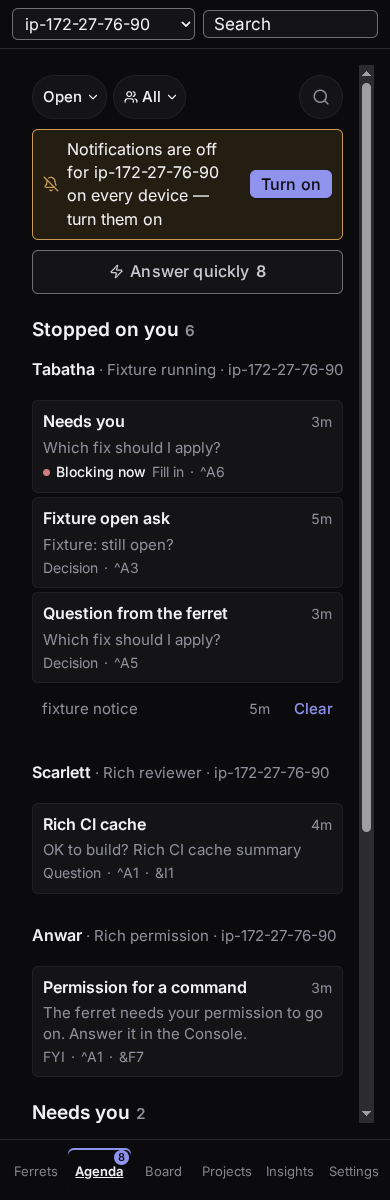 ip-172-27-76-90 Search
Open All
Notifications are off
for ip-172-27-76-90
on every device —
turn them on
Turn on
Answer quickly 8
Stopped on you 6
Tabatha · Fixture running · ip-172-27-76-90
Needs you 3m
Which fix should I apply?
Blocking now Fill in · ^A6
Fixture open ask 5m
Fixture: still open?
Decision · ^A3
Question from the ferret 3m
Which fix should I apply?
Decision · ^A5
fixture notice 5m Clear
Scarlett · Rich reviewer · ip-172-27-76-90
Rich CI cache 4m
OK to build? Rich CI cache summary
Question · ^A1 · &I1
Anwar · Rich permission · ip-172-27-76-90
Permission for a command 3m
The ferret needs your permission to go
on. Answer it in the Console.
FYI · ^A1 · &F7
Needs you 2
8
Ferrets Agenda Board Projects Insights Settings